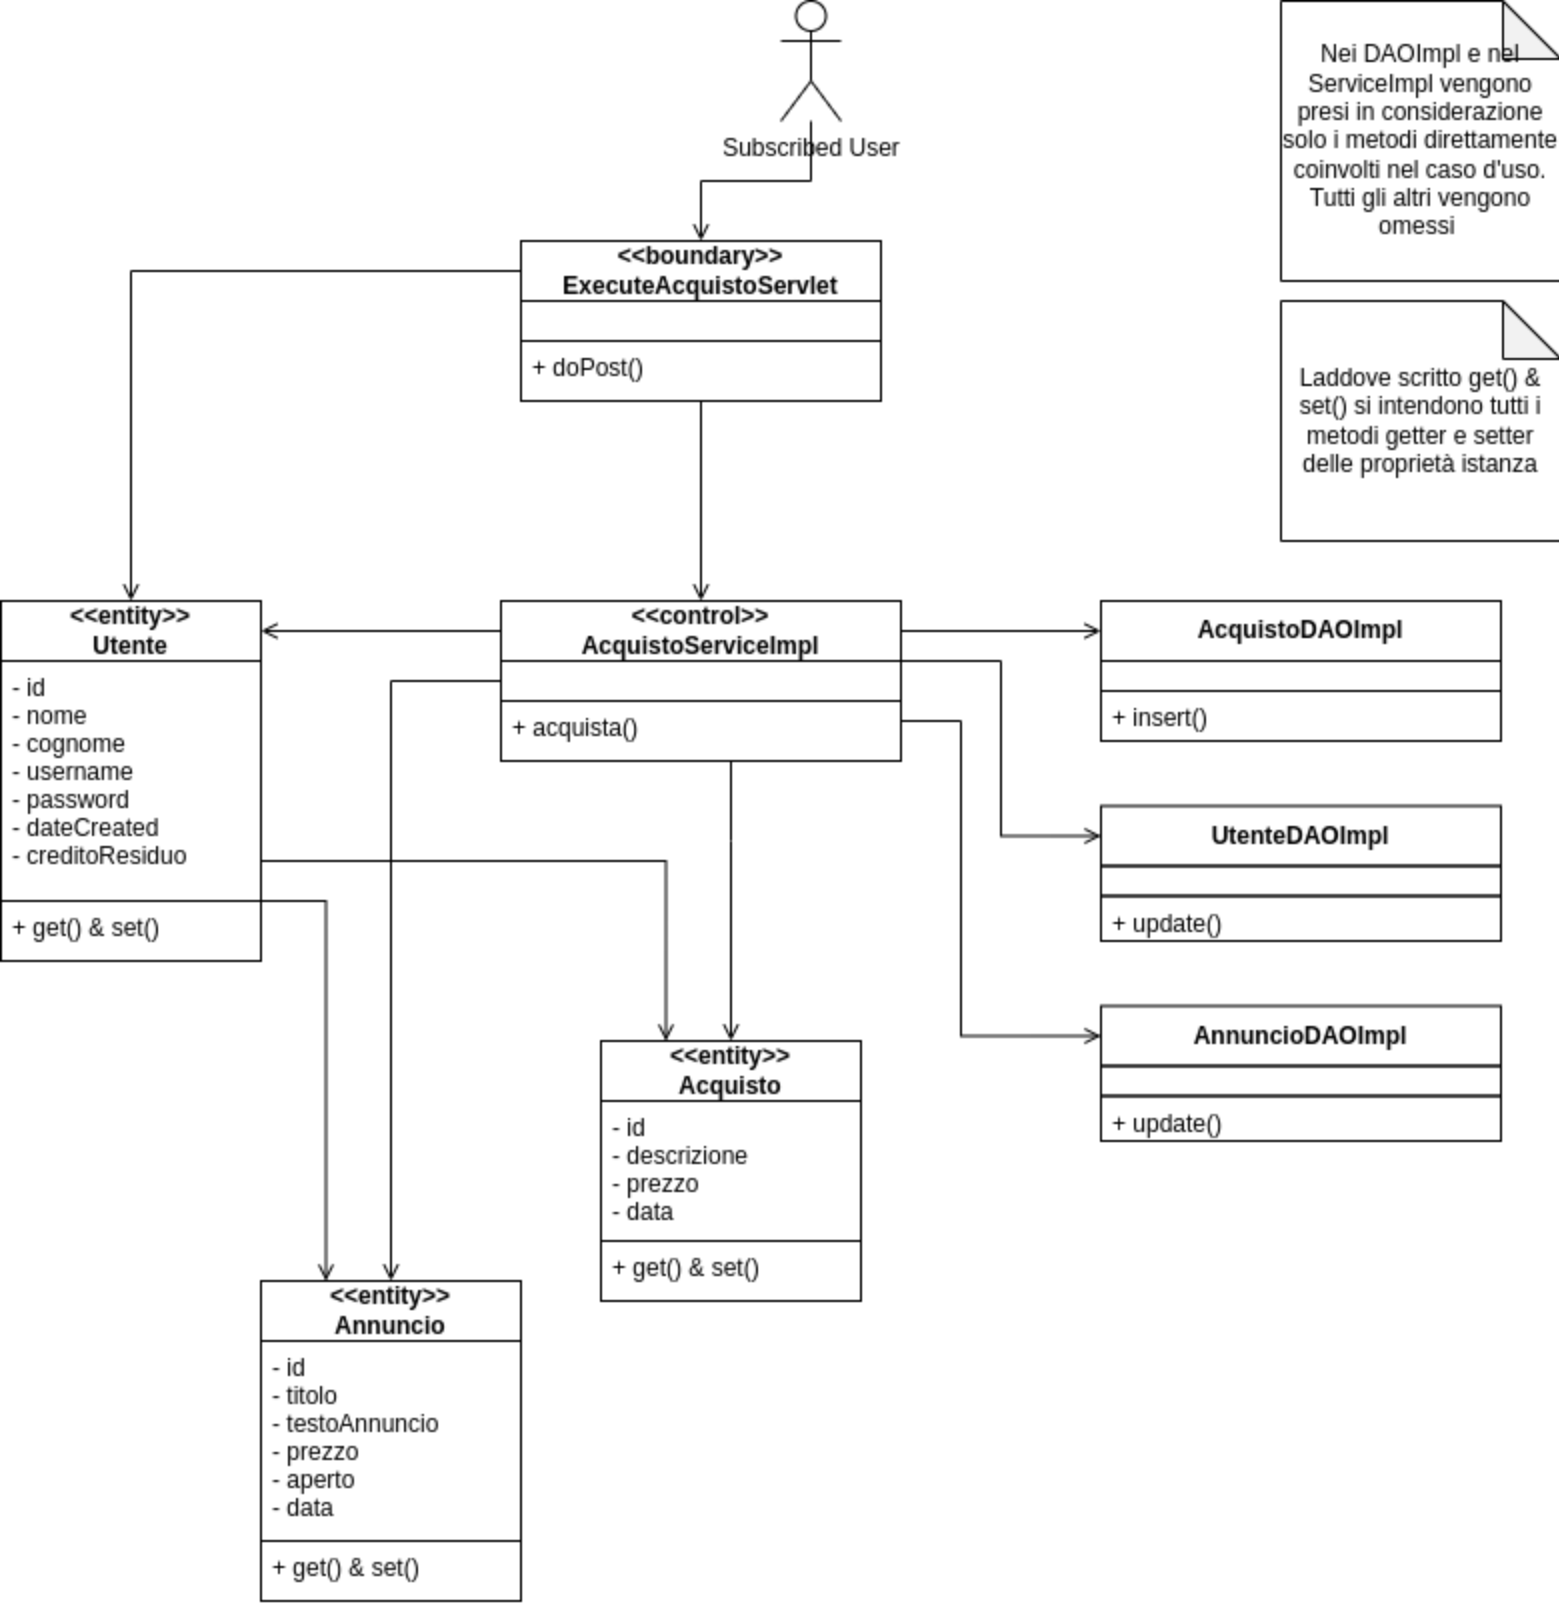 Subscribed User
Nei DAOImpl e nel
ServiceImpl vengono
presi in considerazione
solo i metodi direttamente
coinvolti nel caso d'uso.
Tutti gli altri vengono
omessi
<<boundary>>
ExecuteAcquistoServlet
+ doPost()
Laddove scritto get() &
set() si intendono tutti i
metodi getter e setter
delle proprietà istanza
<<entity>>
Utente
- id
- nome
- cognome
- username
- password
- dateCreated
- creditoResiduo
+ get() & set()
<<control>>
AcquistoServiceImpl
+ acquista()
AcquistoDAOImpl
+ insert()
UtenteDAOImpl
+ update()
AnnuncioDAOImpl
+ update()
<<entity>>
Acquisto
- id
- descrizione
- prezzo
- data
+ get() & set()
<<entity>>
Annuncio
- id
- titolo
- testoAnnuncio
- prezzo
- aperto
- data
+ get() & set()